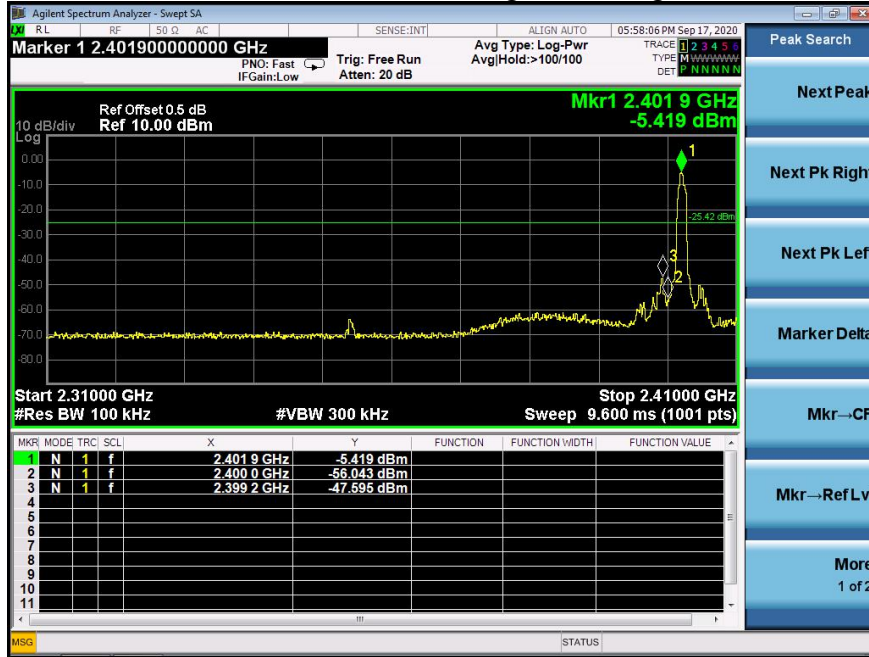 Agilent Spectrum Analyzer - Swept SA
LXI RL RF 50 Ω AC SENSE:INT ALIGN AUTO 05:58:06 PM Sep 17, 2020
Marker 1 2.401900000000 GHz
PNO: Fast
IFGain:Low
Trig: Free Run
Atten: 20 dB
Avg Type: Log-Pwr
Avg|Hold:>100/100
TRACE 1 2 3 4 5 6
TYPE M WWWWW
DET P N N N N N
Ref Offset 0.5 dB
10 dB/div Ref 10.00 dBm
Log
Mkr1 2.401 9 GHz
-5.419 dBm
0.00
-10.0
-20.0
-30.0
-40.0
-50.0
-60.0
-70.0
-80.0
1
-25.42 dBm
3
2
Start 2.31000 GHz Stop 2.41000 GHz
#Res BW 100 kHz #VBW 300 kHz Sweep 9.600 ms (1001 pts)
MKR MODE TRC SCL X Y FUNCTION FUNCTION WIDTH FUNCTION VALUE
1 N 1 f 2.401 9 GHz -5.419 dBm
2 N 1 f 2.400 0 GHz -56.043 dBm
3 N 1 f 2.399 2 GHz -47.595 dBm
4
5
6
7
8
9
10
11
MSG STATUS
Peak Search
Next Peak
Next Pk Righ
Next Pk Lef
Marker Delta
Mkr→CF
Mkr→Ref Lv
More
1 of 2